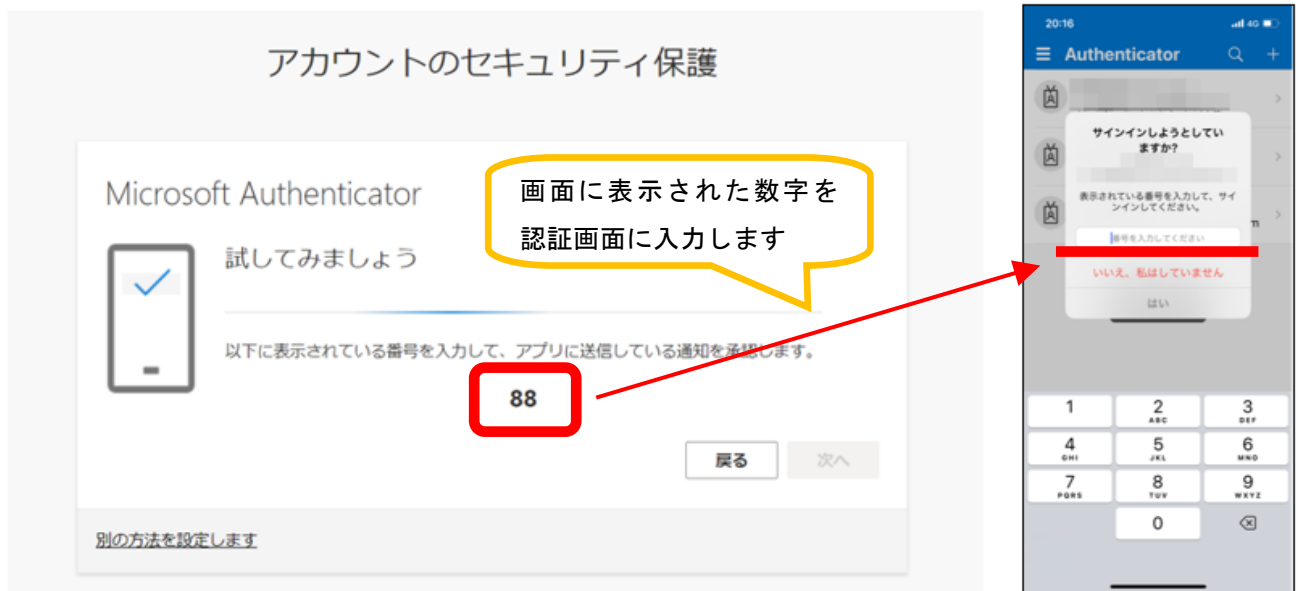 アカウントのセキュリティ保護
Microsoft Authenticator
試してみましょう
以下に表示されている番号を入力して、アプリに送信している通知を承認します。
88
戻る
次へ
別の方法を設定します
画面に表示された数字を
認証画面に入力します
20:16
4G
Authenticator
サインインしようとしてい
ますか?
表示されている番号を入力して、サイ
ンインしてください。
m
番号を入力してください
いいえ、私はしていません
はい
1
2
ABC
3
DEF
4
GHI
5
JKL
6
MNO
7
PQRS
8
TUV
9
WXYZ
0